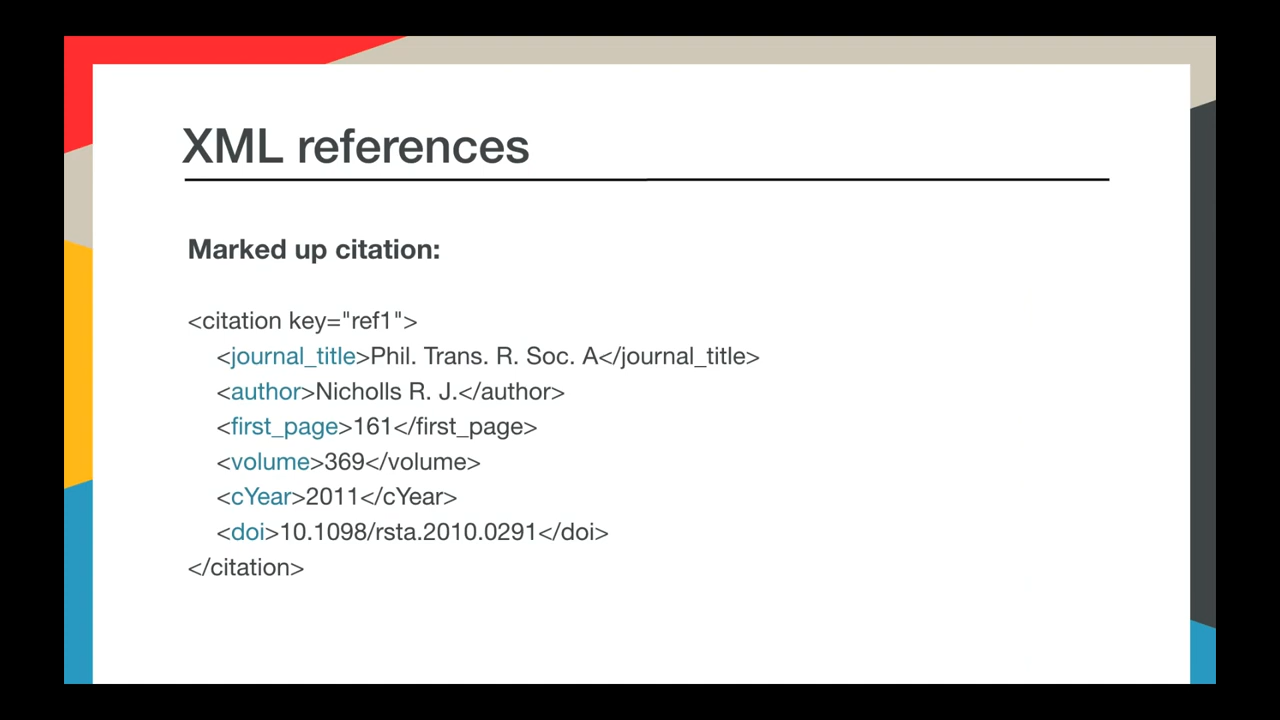 XML references
Marked up citation:
<citation key="ref1">
<journal_title>Phil. Trans. R. Soc. A</journal_title>
<author>Nicholls R. J.</author>
<first_page>161</first_page>
<volume>369</volume>
<cYear>2011</cYear>
<doi>10.1098/rsta.2010.0291</doi>
</citation>